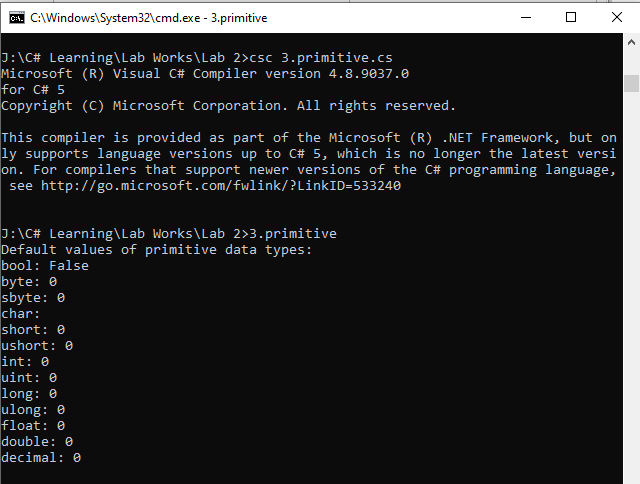 C:\Windows\System32\cmd.exe - 3.primitive
J:\C# Learning\Lab Works\Lab 2>csc 3.primitive.cs
Microsoft (R) Visual C# Compiler version 4.8.9037.0
for C# 5
Copyright (C) Microsoft Corporation. All rights reserved.
This compiler is provided as part of the Microsoft (R) .NET Framework, but on
ly supports language versions up to C# 5, which is no longer the latest versi
on. For compilers that support newer versions of the C# programming language,
 see http://go.microsoft.com/fwlink/?LinkID=533240
J:\C# Learning\Lab Works\Lab 2>3.primitive
Default values of primitive data types:
bool: False
byte: 0
sbyte: 0
char:
short: 0
ushort: 0
int: 0
uint: 0
long: 0
ulong: 0
float: 0
double: 0
decimal: 0